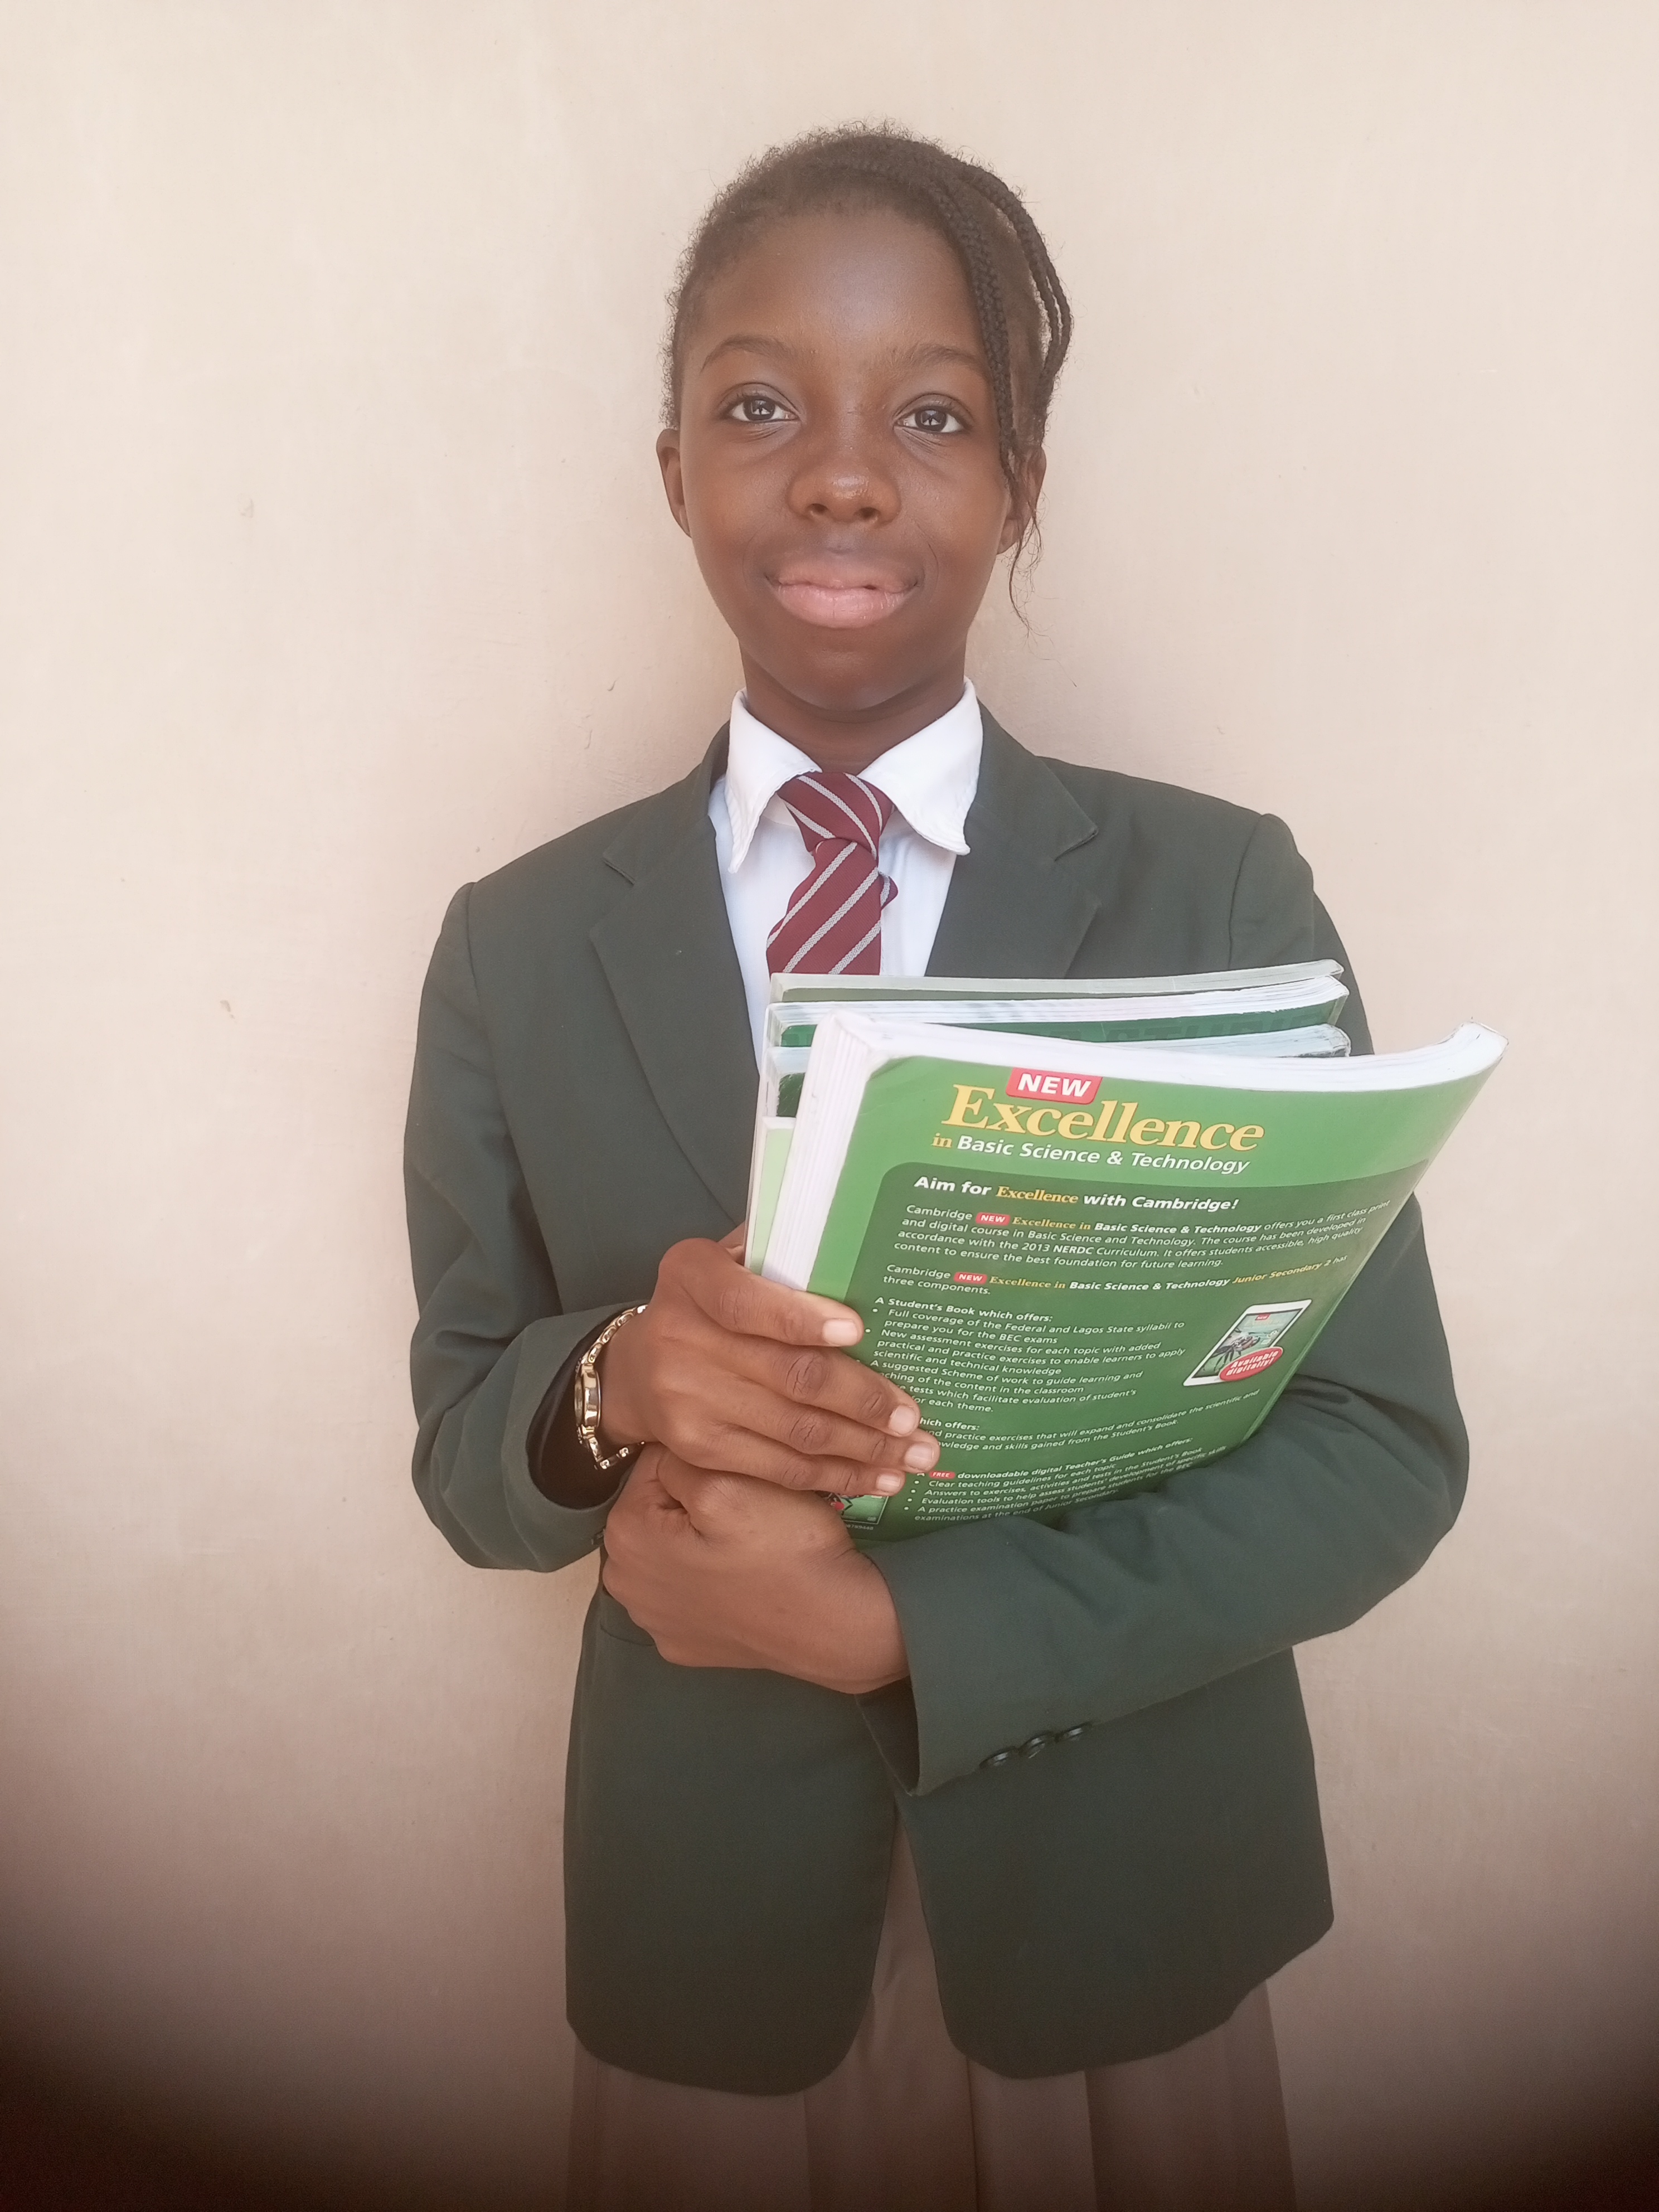 NEW
Excellence
in Basic Science & Technology
Aim for Excellence with Cambridge!
Cambridge NEW Excellence in Basic Science & Technology offers you a first class print
and digital course in Basic Science and Technology. The course has been developed in
accordance with the 2013 NERDC Curriculum. It offers students accessible, high quality
content to ensure the best foundation for future learning.
Cambridge NEW Excellence in Basic Science & Technology Junior Secondary 2 has
three components.
A Student's Book which offers:
• Full coverage of the Federal and Lagos State syllabii to
prepare you for the BEC exams
• New assessment exercises for each topic with added
practical and practice exercises to enable learners to apply
scientific and technical knowledge
A suggested Scheme of work to guide learning and
ching of the content in the classroom
tests which facilitate evaluation of student's
for each theme.
Available
digitally!
hich offers:
nd practice exercises that will expand and consolidate the scientific and
owledge and skills gained from the Student's Book
A FREE downloadable digital Teacher's Guide which offers:
• Clear teaching guidelines for each topic
• Answers to exercises, activities and tests in the Student's Book
• Evaluation tools to help assess students' development of specific skills
• A practice examination paper to prepare students for the BEC
examinations at the end of Junior Secondary.